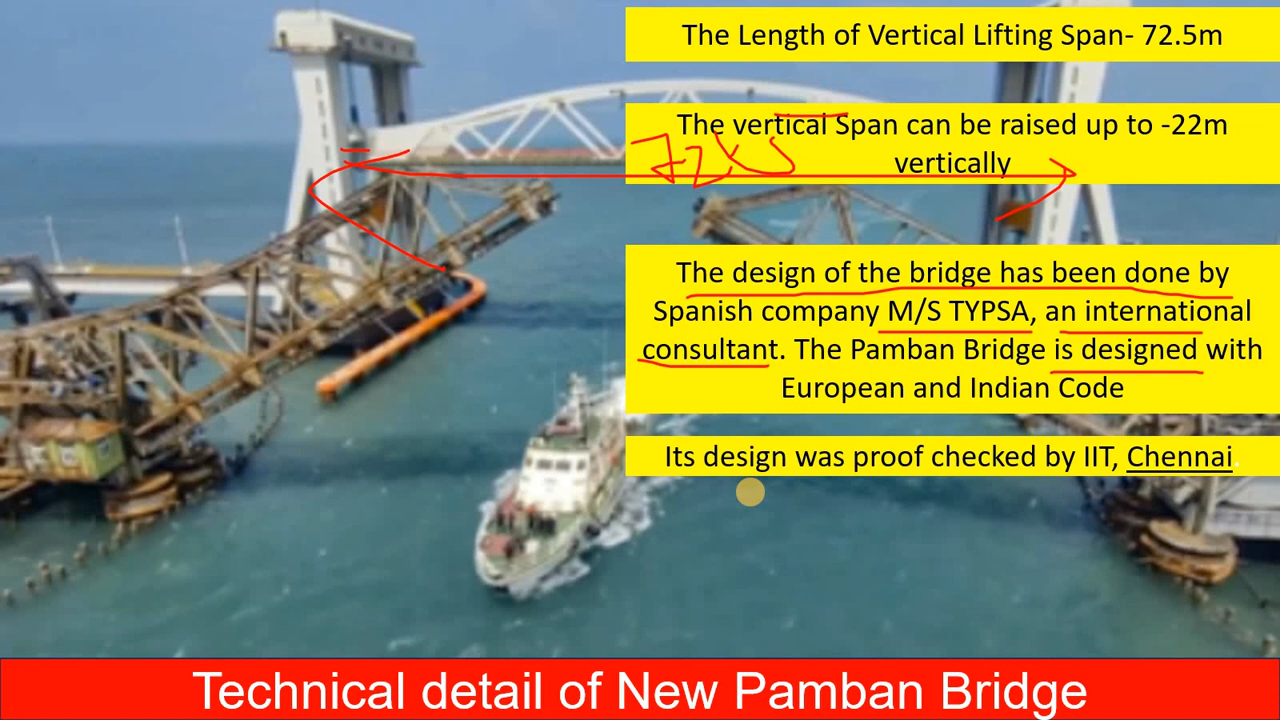 The Length of Vertical Lifting Span- 72.5m
The vertical Span can be raised up to -22m
vertically
The design of the bridge has been done by
Spanish company M/S TYPSA, an international
consultant. The Pamban Bridge is designed with
European and Indian Code
Its design was proof checked by IIT, Chennai.
Technical detail of New Pamban Bridge